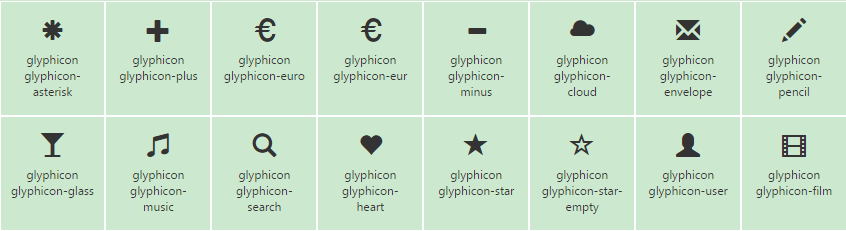 glyphicon
glyphicon-
asterisk
glyphicon
glyphicon-plus
glyphicon
glyphicon-euro
glyphicon
glyphicon-eur
glyphicon
glyphicon-
minus
glyphicon
glyphicon-
cloud
glyphicon
glyphicon-
envelope
glyphicon
glyphicon-
pencil
glyphicon
glyphicon-glass
glyphicon
glyphicon-
music
glyphicon
glyphicon-
search
glyphicon
glyphicon-
heart
glyphicon
glyphicon-star
glyphicon
glyphicon-star-
empty
glyphicon
glyphicon-user
glyphicon
glyphicon-film